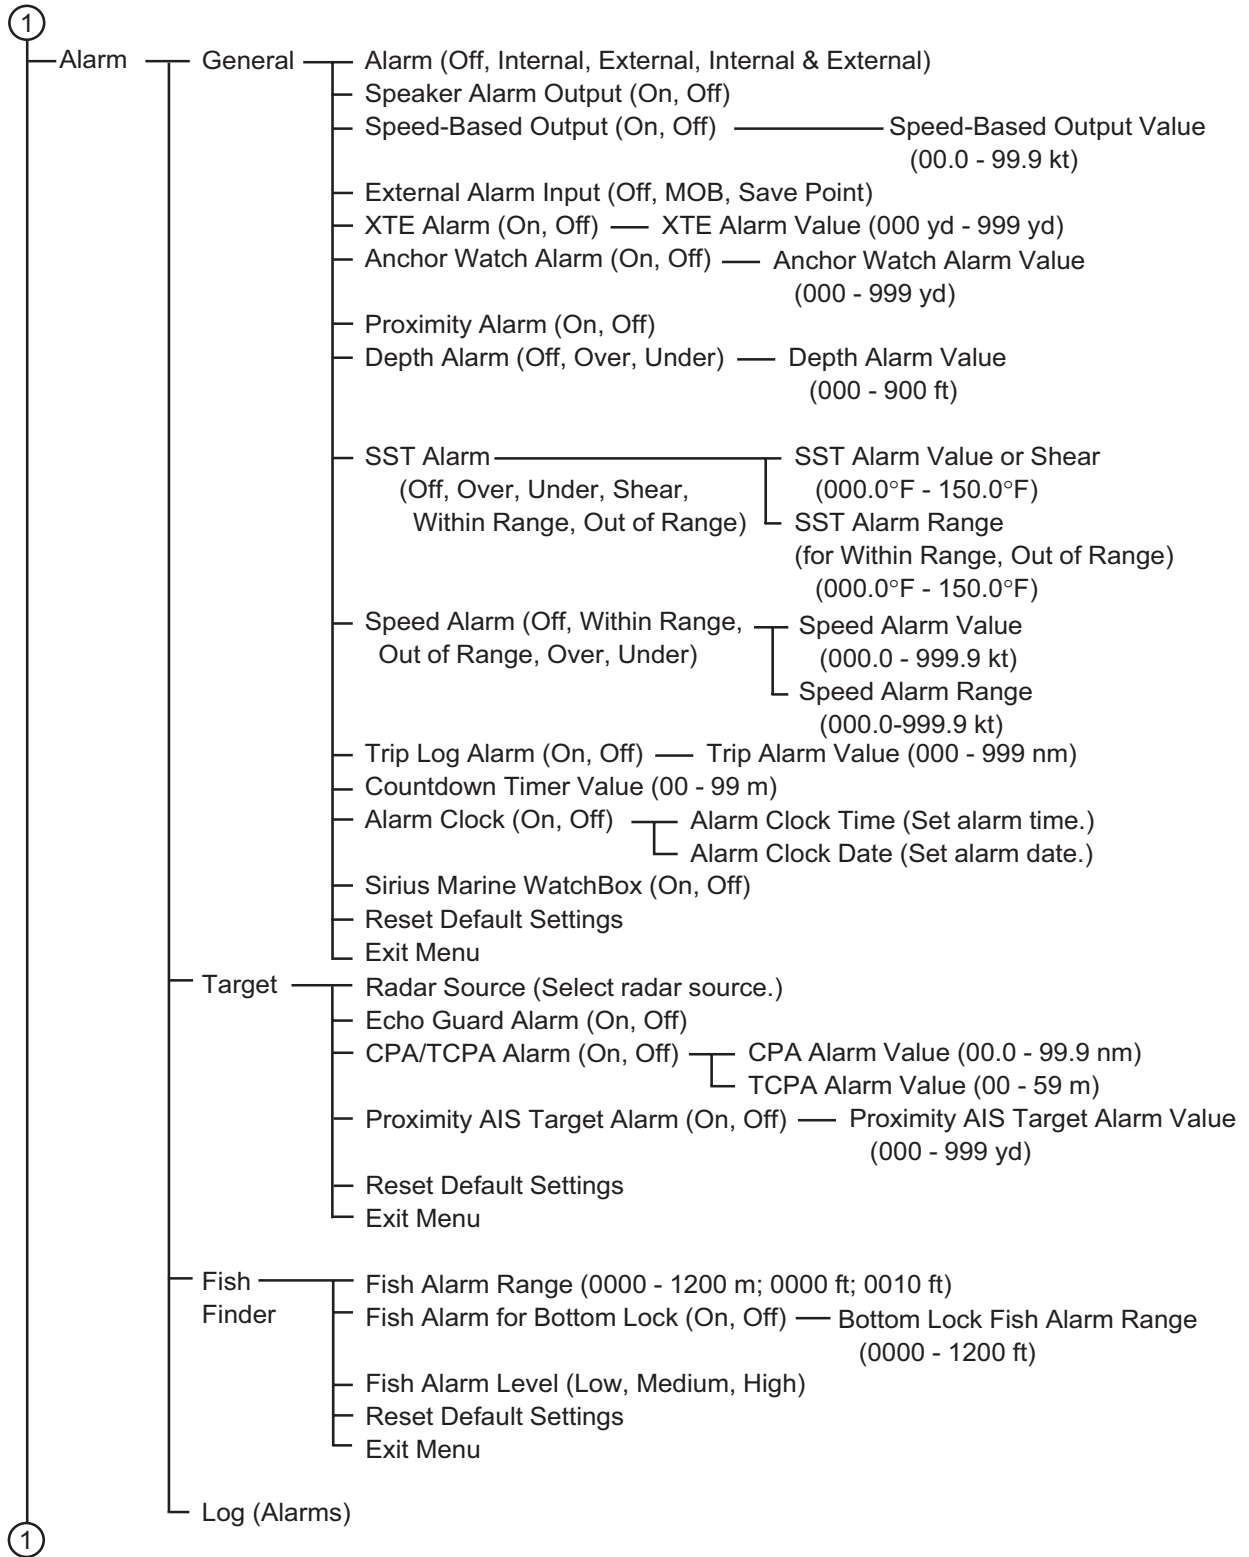 1
Alarm General Alarm (Off, Internal, External, Internal & External)
Speaker Alarm Output (On, Off)
Speed-Based Output (On, Off) Speed-Based Output Value
(00.0 - 99.9 kt)
External Alarm Input (Off, MOB, Save Point)
XTE Alarm (On, Off) XTE Alarm Value (000 yd - 999 yd)
Anchor Watch Alarm (On, Off) Anchor Watch Alarm Value
(000 - 999 yd)
Proximity Alarm (On, Off)
Depth Alarm (Off, Over, Under) Depth Alarm Value
(000 - 900 ft)
SST Alarm SST Alarm Value or Shear
(Off, Over, Under, Shear, (000.0°F - 150.0°F)
Within Range, Out of Range) SST Alarm Range
(for Within Range, Out of Range)
(000.0°F - 150.0°F)
Speed Alarm (Off, Within Range, Speed Alarm Value
Out of Range, Over, Under) (000.0 - 999.9 kt)
Speed Alarm Range
(000.0-999.9 kt)
Trip Log Alarm (On, Off) Trip Alarm Value (000 - 999 nm)
Countdown Timer Value (00 - 99 m)
Alarm Clock (On, Off) Alarm Clock Time (Set alarm time.)
Alarm Clock Date (Set alarm date.)
Sirius Marine WatchBox (On, Off)
Reset Default Settings
Exit Menu
Target Radar Source (Select radar source.)
Echo Guard Alarm (On, Off)
CPA/TCPA Alarm (On, Off) CPA Alarm Value (00.0 - 99.9 nm)
TCPA Alarm Value (00 - 59 m)
Proximity AIS Target Alarm (On, Off) Proximity AIS Target Alarm Value
(000 - 999 yd)
Reset Default Settings
Exit Menu
Fish Fish Alarm Range (0000 - 1200 m; 0000 ft; 0010 ft)
Finder Fish Alarm for Bottom Lock (On, Off) Bottom Lock Fish Alarm Range
(0000 - 1200 ft)
Fish Alarm Level (Low, Medium, High)
Reset Default Settings
Exit Menu
Log (Alarms)
1